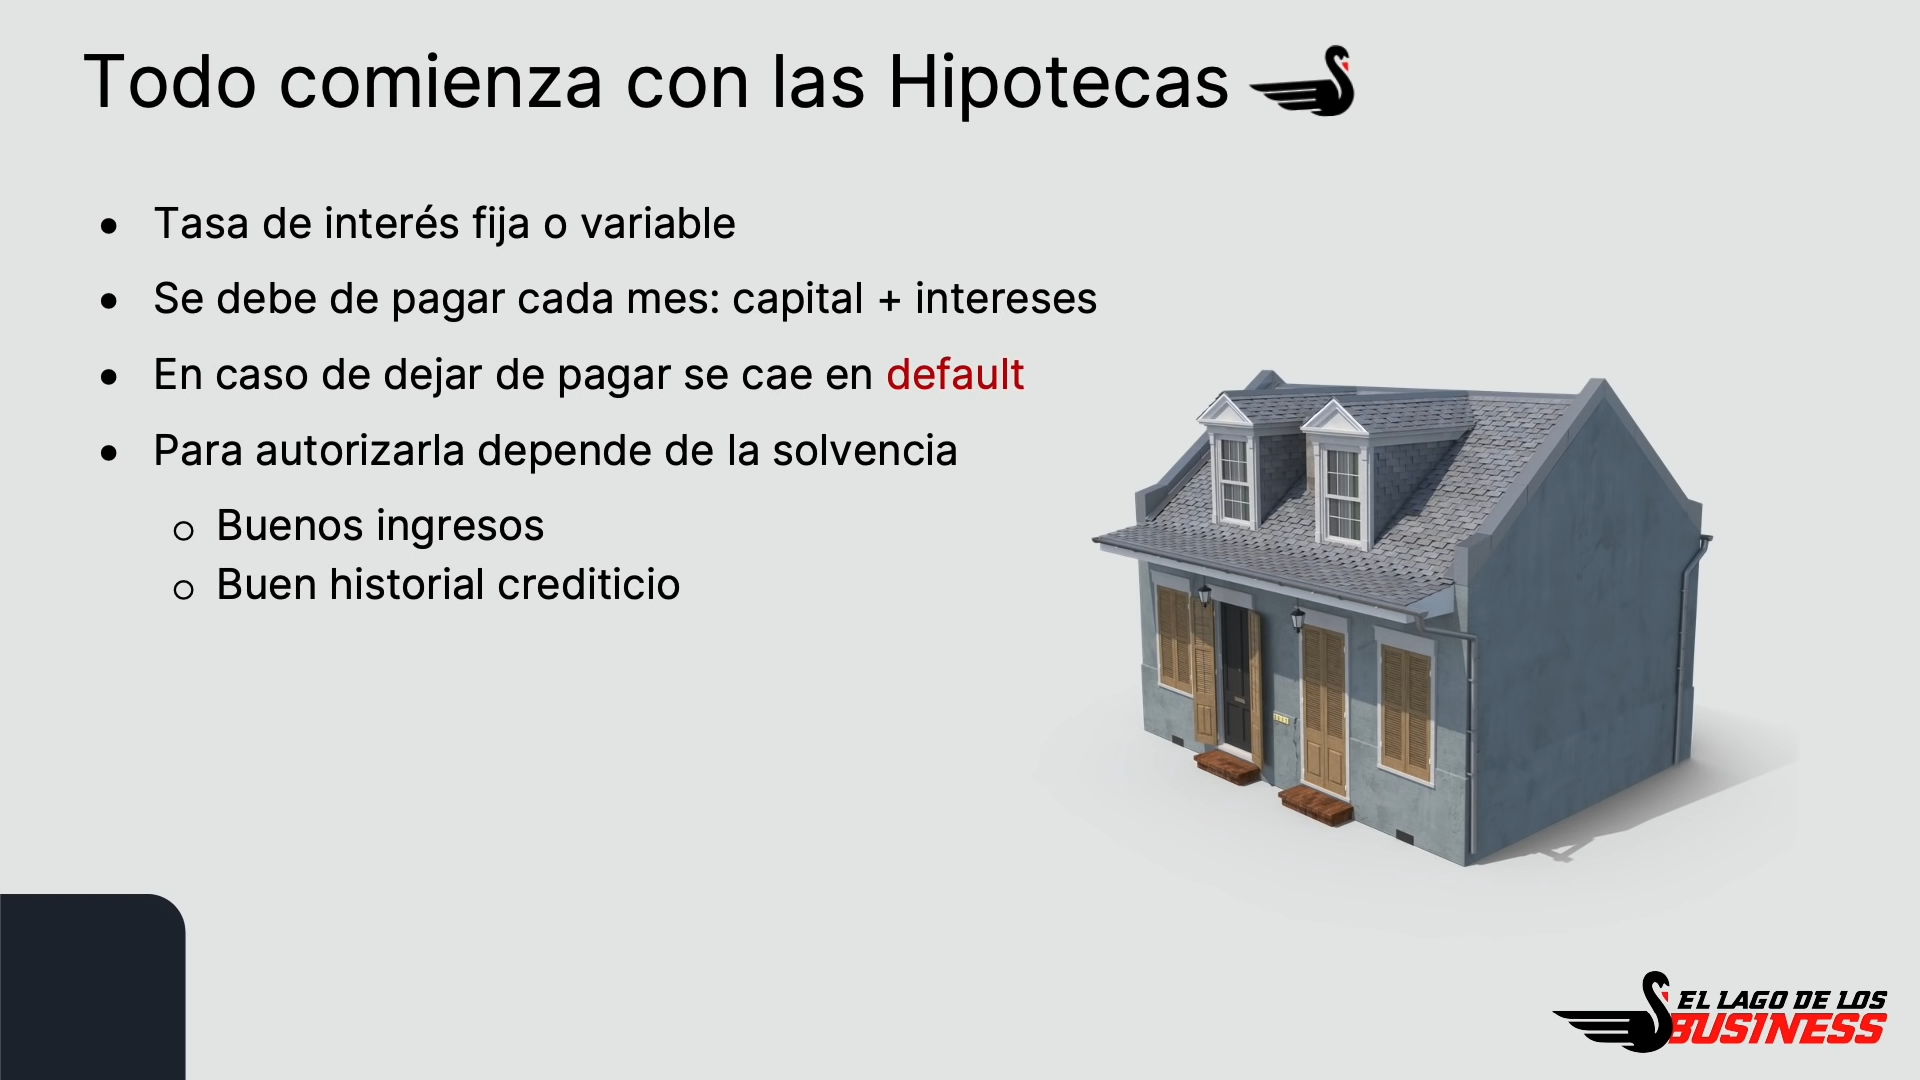 Todo comienza con las Hipotecas
• Tasa de interés fija o variable
• Se debe de pagar cada mes: capital + intereses
• En caso de dejar de pagar se cae en default
• Para autorizarla depende de la solvencia
o Buenos ingresos
o Buen historial crediticio
EL LAGO DE LOS
BUSINESS